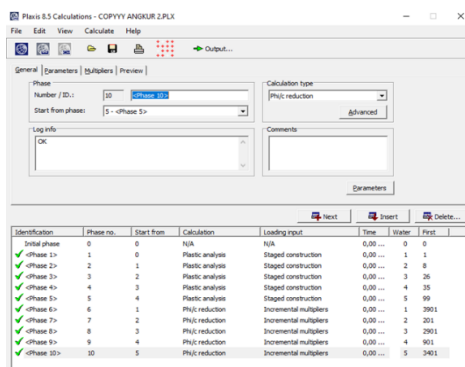 Plaxis 8.5 Calculations - COPYYY ANGKUR 2.PLX
File Edit View Calculate Help
Output...
General Parameters Multipliers Preview
Phase
Number / ID.: 10 <Phase 10>
Start from phase: 5 - <Phase 5>
Calculation type
Phi/c reduction
Advanced
Log info
OK
Comments
Parameters
Next Insert Delete...
Identification Phase no. Start from Calculation Loading input Time Water First
Initial phase 0 0 N/A N/A 0,00 ... 0 0
<Phase 1> 1 0 Plastic analysis Staged construction 0,00 ... 1 1
<Phase 2> 2 1 Plastic analysis Staged construction 0,00 ... 2 8
<Phase 3> 3 2 Plastic analysis Staged construction 0,00 ... 3 26
<Phase 4> 4 3 Plastic analysis Staged construction 0,00 ... 4 35
<Phase 5> 5 4 Plastic analysis Staged construction 0,00 ... 5 99
<Phase 6> 6 1 Phi/c reduction Incremental multipliers 0,00 ... 1 3901
<Phase 7> 7 2 Phi/c reduction Incremental multipliers 0,00 ... 2 201
<Phase 8> 8 3 Phi/c reduction Incremental multipliers 0,00 ... 3 2901
<Phase 9> 9 4 Phi/c reduction Incremental multipliers 0,00 ... 4 901
<Phase 10> 10 5 Phi/c reduction Incremental multipliers 0,00 ... 5 3401